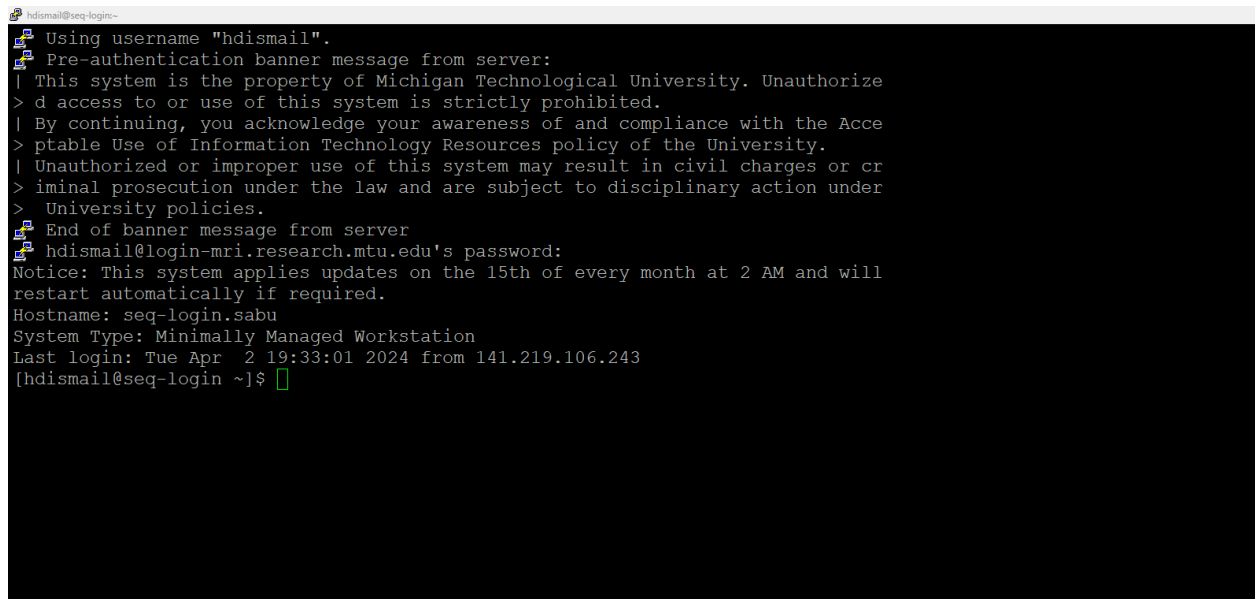 hdismail@seq-login:~
Using username "hdismail".
Pre-authentication banner message from server:
| This system is the property of Michigan Technological University. Unauthorize
> d access to or use of this system is strictly prohibited.
| By continuing, you acknowledge your awareness of and compliance with the Acce
> ptable Use of Information Technology Resources policy of the University.
| Unauthorized or improper use of this system may result in civil charges or cr
> iminal prosecution under the law and are subject to disciplinary action under
>  University policies.
End of banner message from server
hdismail@login-mri.research.mtu.edu's password:
Notice: This system applies updates on the 15th of every month at 2 AM and will
restart automatically if required.
Hostname: seq-login.sabu
System Type: Minimally Managed Workstation
Last login: Tue Apr  2 19:33:01 2024 from 141.219.106.243
[hdismail@seq-login ~]$